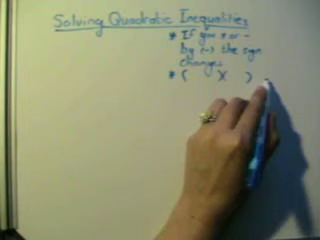 Solving Quadratic Inequalities
* If you × or ÷
by (-) the sign
changes
* ( )( )